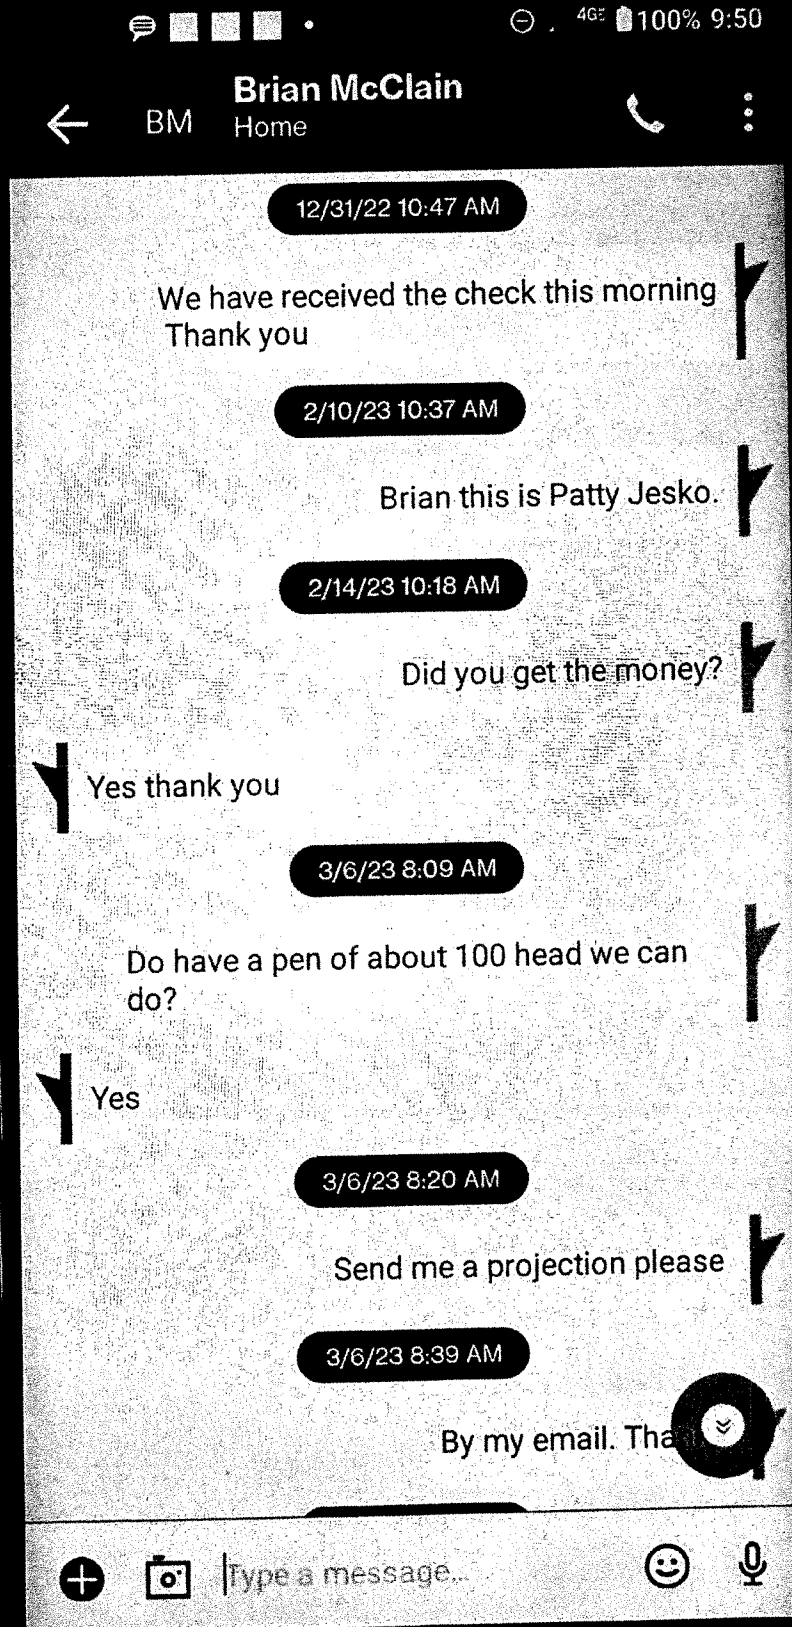 100% 9:50
Brian McClain
BM
Home
12/31/22 10:47 AM
We have received the check this morning
Thank you
2/10/23 10:37 AM
Brian this is Patty Jesko.
2/14/23 10:18 AM
Did you get the money?
Yes thank you
3/6/23 8:09 AM
Do have a pen of about 100 head we can
do?
Yes
3/6/23 8:20 AM
Send me a projection please
3/6/23 8:39 AM
By my email.
Type a message...